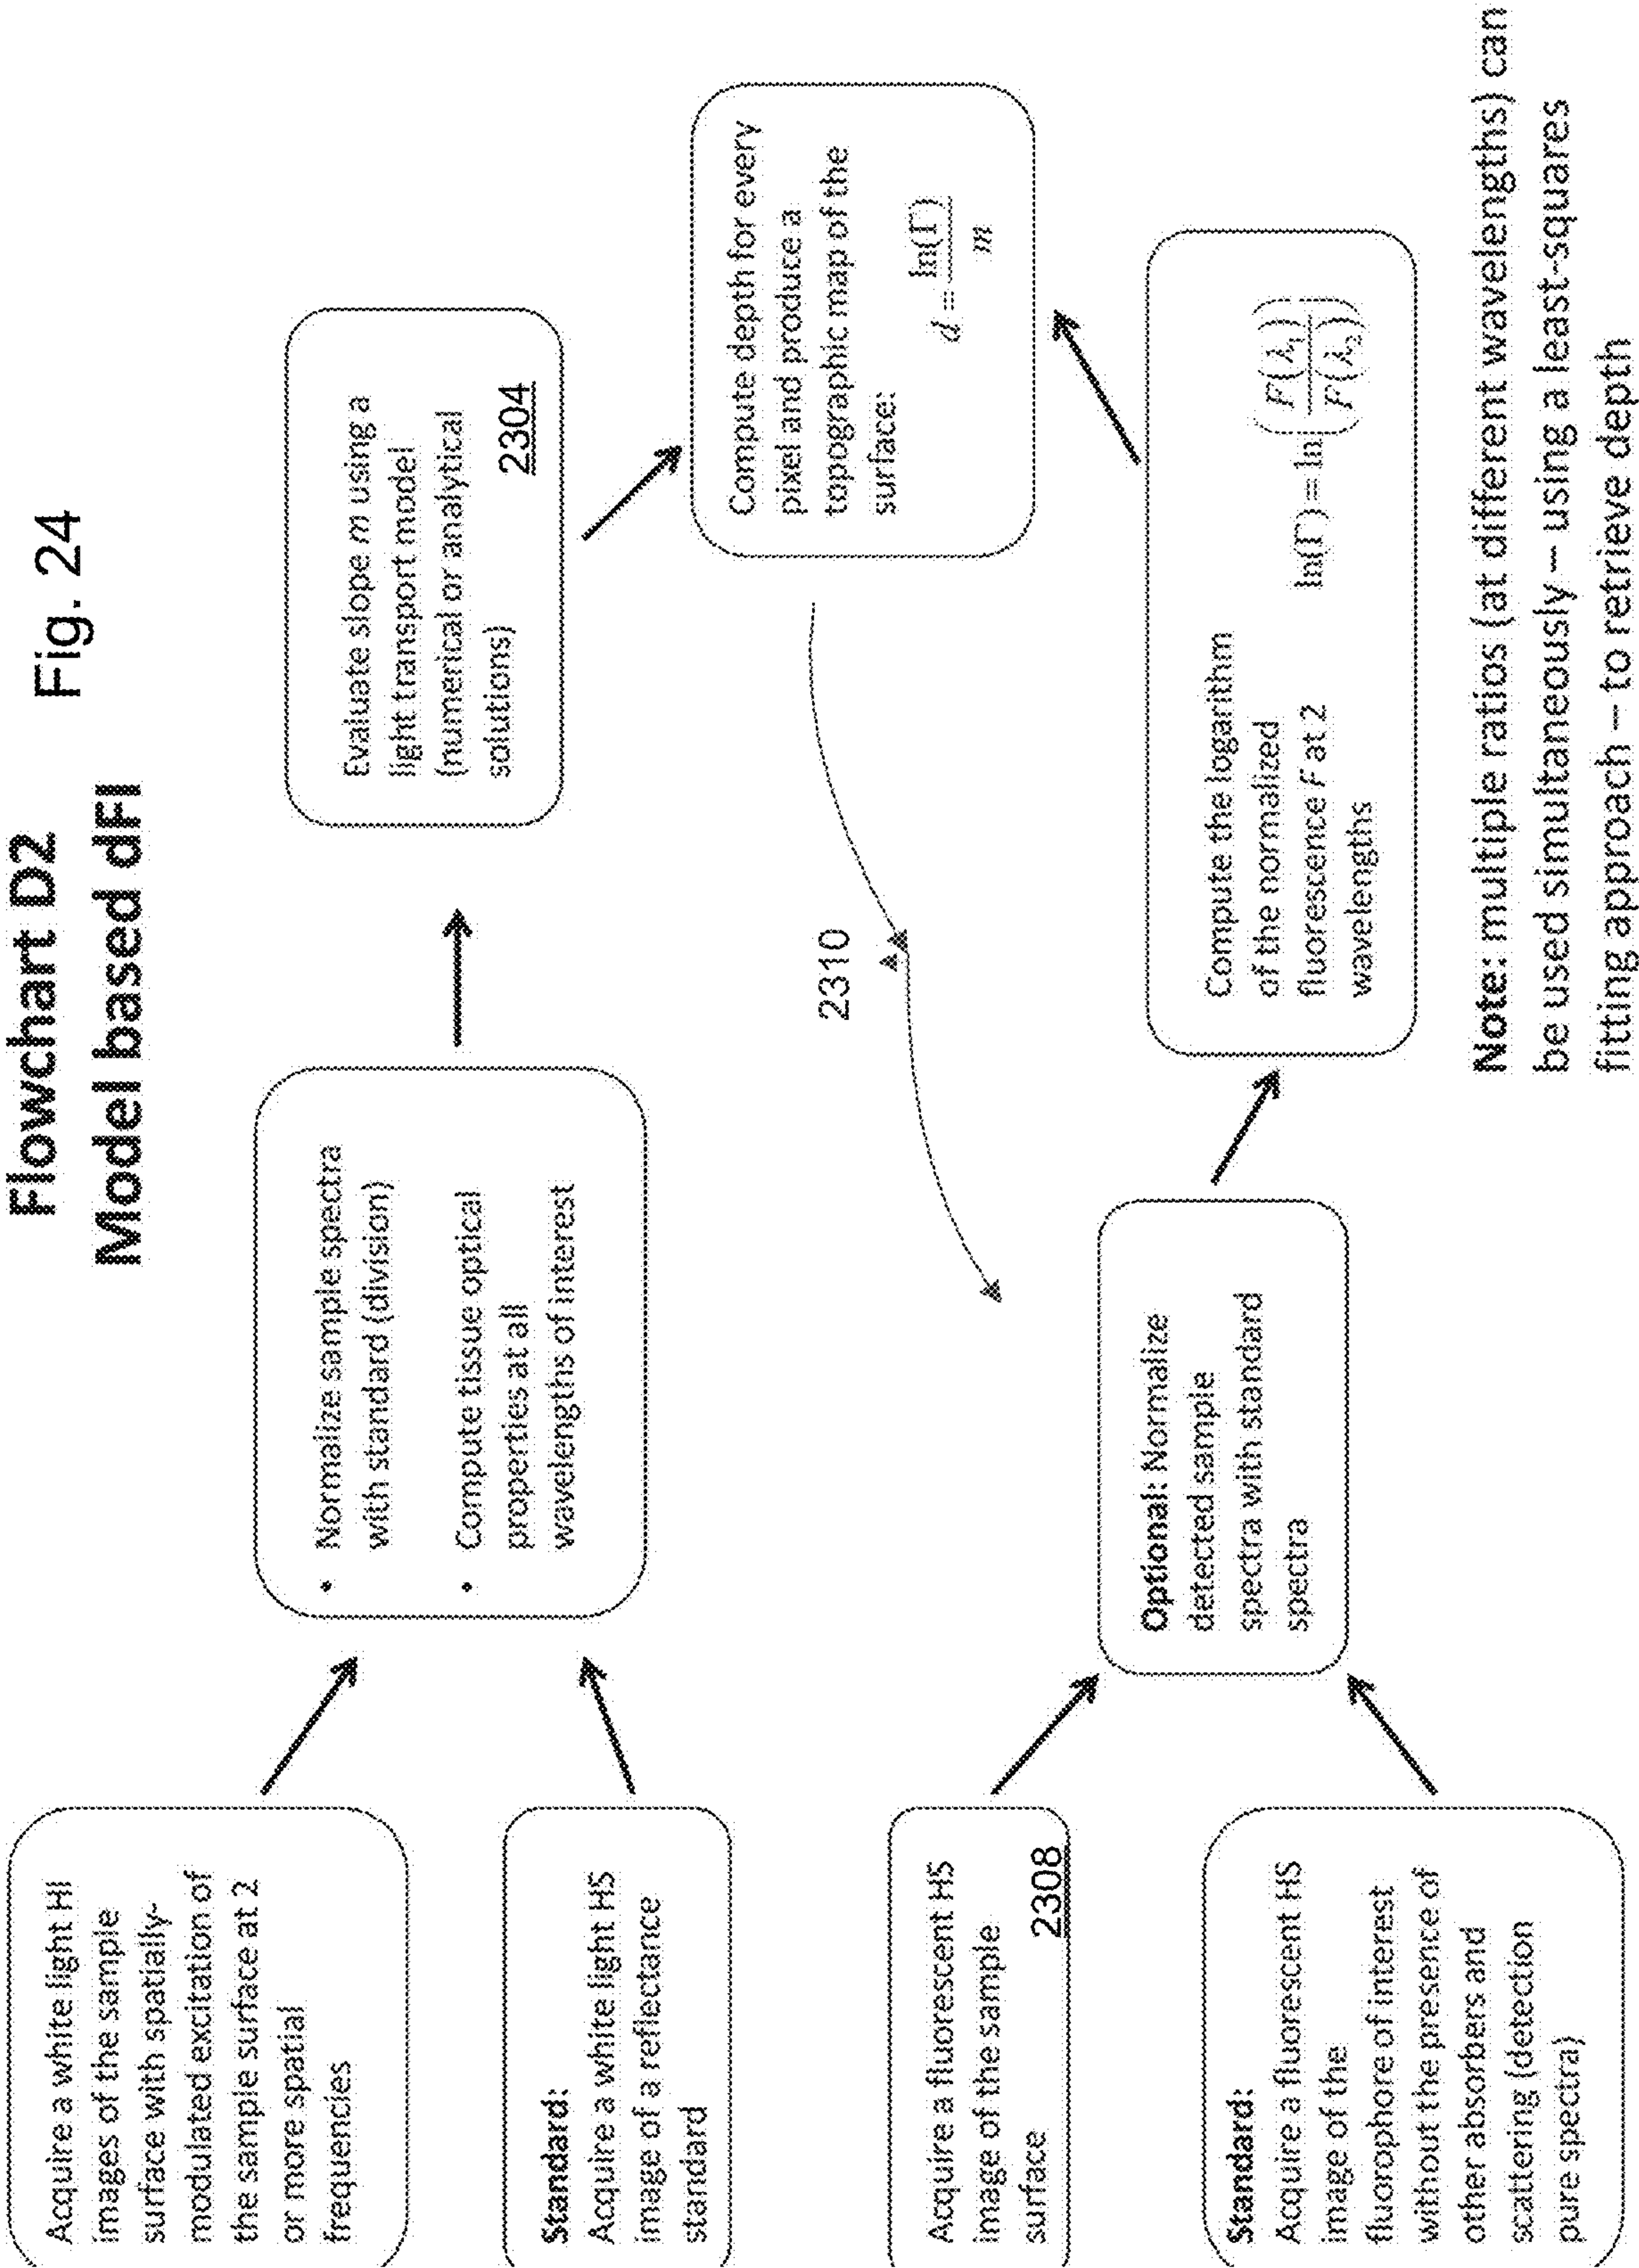 Flowchart D2
Model based dFI
Fig. 24
Acquire a white light HI
images of the sample
surface with spatially-
modulated excitation of
the sample surface at 2
or more spatial
frequencies
Standard:
Acquire a white light HS
image of a reflectance
standard
• Normalize sample spectra
with standard (division)
• Compute tissue optical
properties at all
wavelengths of interest
Evaluate slope m using a
light transport model
(numerical or analytical
solutions)
2304
Compute depth for every
pixel and produce a
topographic map of the
surface:
d = ln(Γ) / m
2310
Acquire a fluorescent HS
image of the sample
surface
2308
Standard:
Acquire a fluorescent HS
image of the
fluorophore of interest
without the presence of
other absorbers and
scattering (detection
pure spectra)
Optional: Normalize
detected sample
spectra with standard
spectra
Compute the logarithm
of the normalized
fluorescence F at 2
wavelengths
ln(Γ) = ln(F(λ₁) / F(λ₂))
Note: multiple ratios (at different wavelengths) can
be used simultaneously – using a least-squares
fitting approach – to retrieve depth